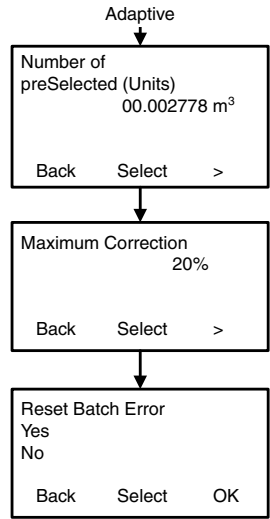 Adaptive
Number of
preSelected (Units)
00.002778 m³
Back Select >
Maximum Correction
20%
Back Select >
Reset Batch Error
Yes
No
Back Select OK